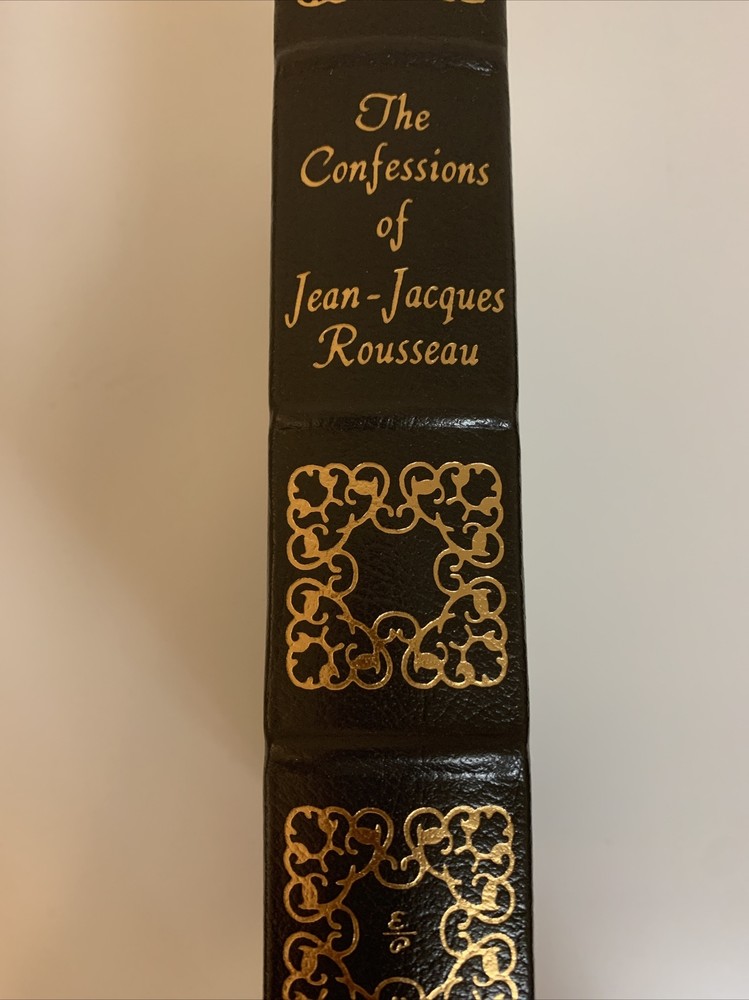 The
Confessions
of
Jean-Jacques
Rousseau